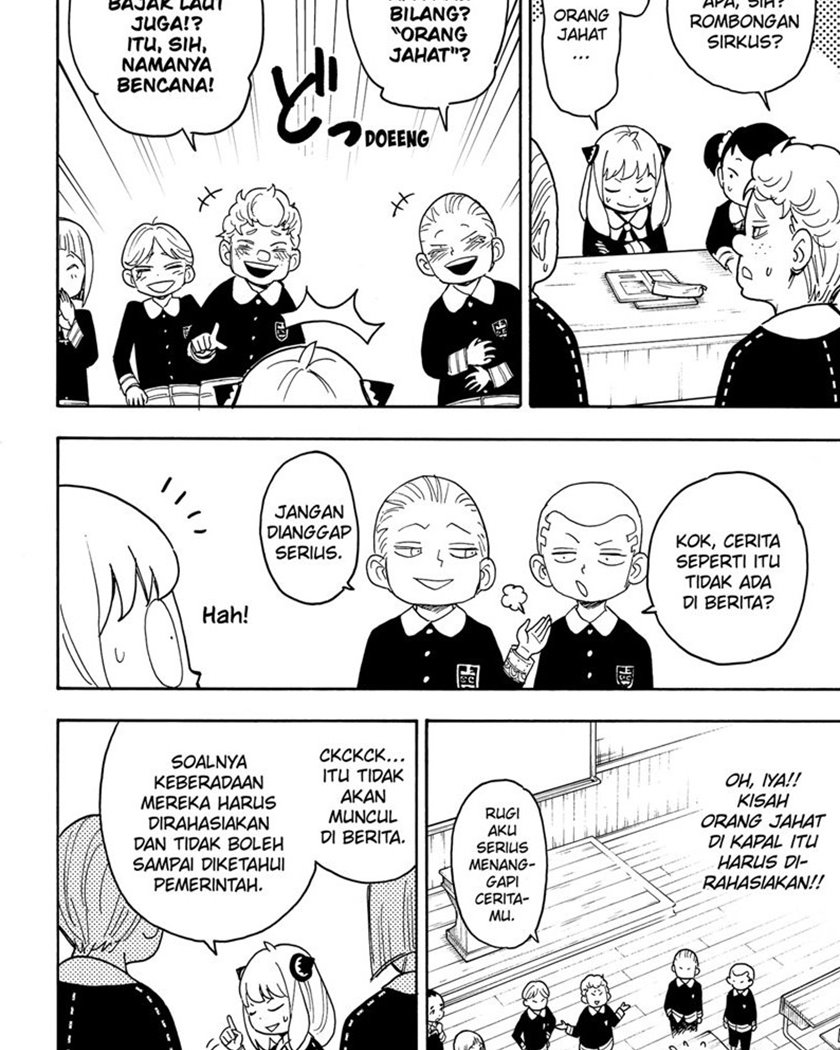 APA, SIH?
ROMBONGAN
SIRKUS?
ORANG
JAHAT
...
BILANG?
"ORANG
JAHAT"?
BAJAK LAUT
JUGA!?
ITU, SIH,
NAMANYA
BENCANA!
どっ
DOEENG
KOK, CERITA
SEPERTI ITU
TIDAK ADA
DI BERITA?
JANGAN
DIANGGAP
SERIUS.
Hah!
OH, IYA!!
KISAH
ORANG JAHAT
DI KAPAL ITU
HARUS DI-
RAHASIAKAN!!
RUGI
AKU
SERIUS
MENANG-
GAPI
CERITA-
MU.
CKCKCK...
ITU TIDAK
AKAN
MUNCUL
DI BERITA.
SOALNYA
KEBERADAAN
MEREKA HARUS
DIRAHASIAKAN
DAN TIDAK BOLEH
SAMPAI DIKETAHUI
PEMERINTAH.